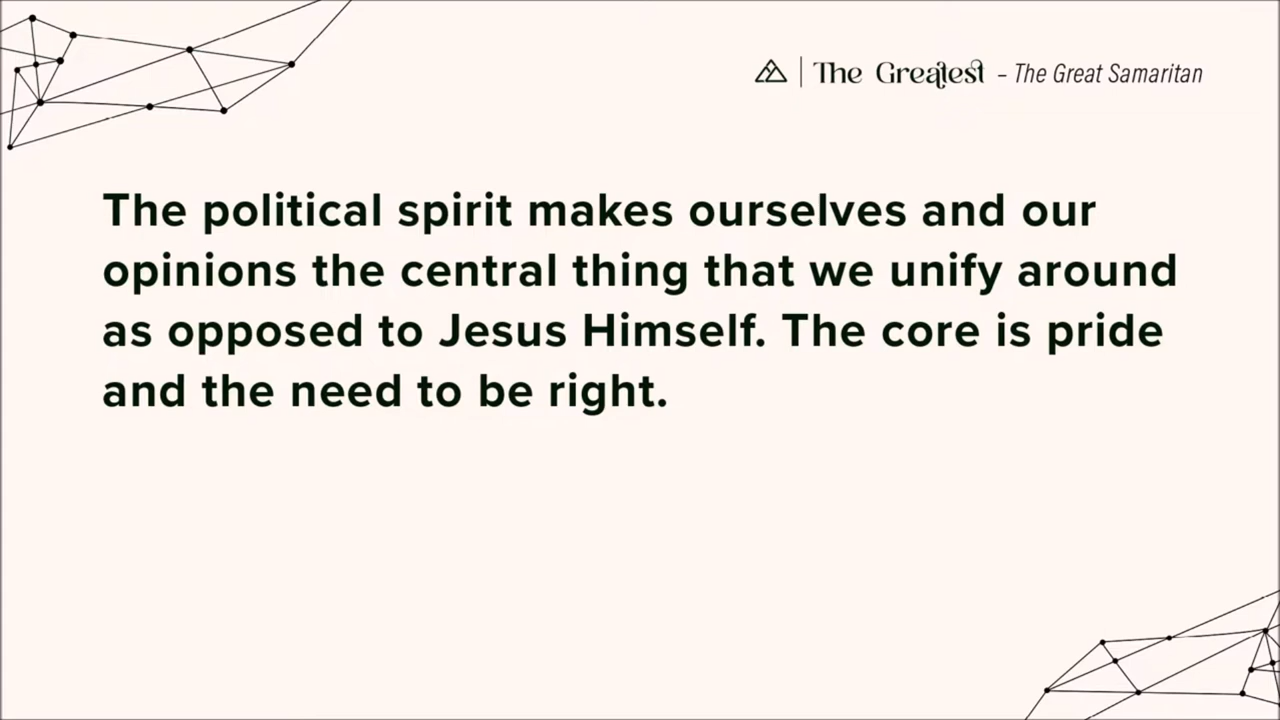 The Greatest – The Great Samaritan
The political spirit makes ourselves and our
opinions the central thing that we unify around
as opposed to Jesus Himself. The core is pride
and the need to be right.